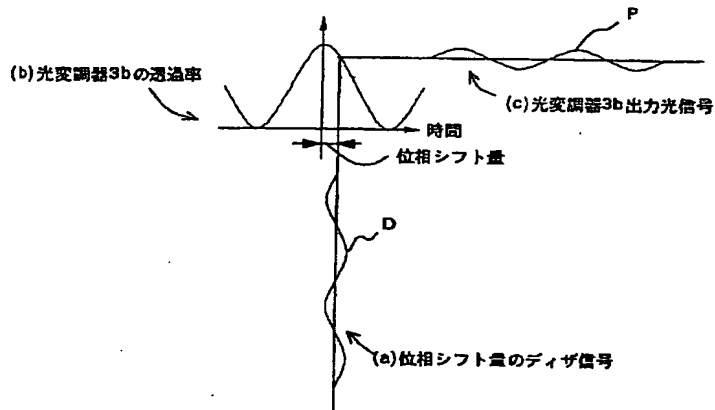 P
(b)光変調器3bの透過率
(c)光変調器3b出力光信号
時間
位相シフト量
D
(a)位相シフト量のディザ信号